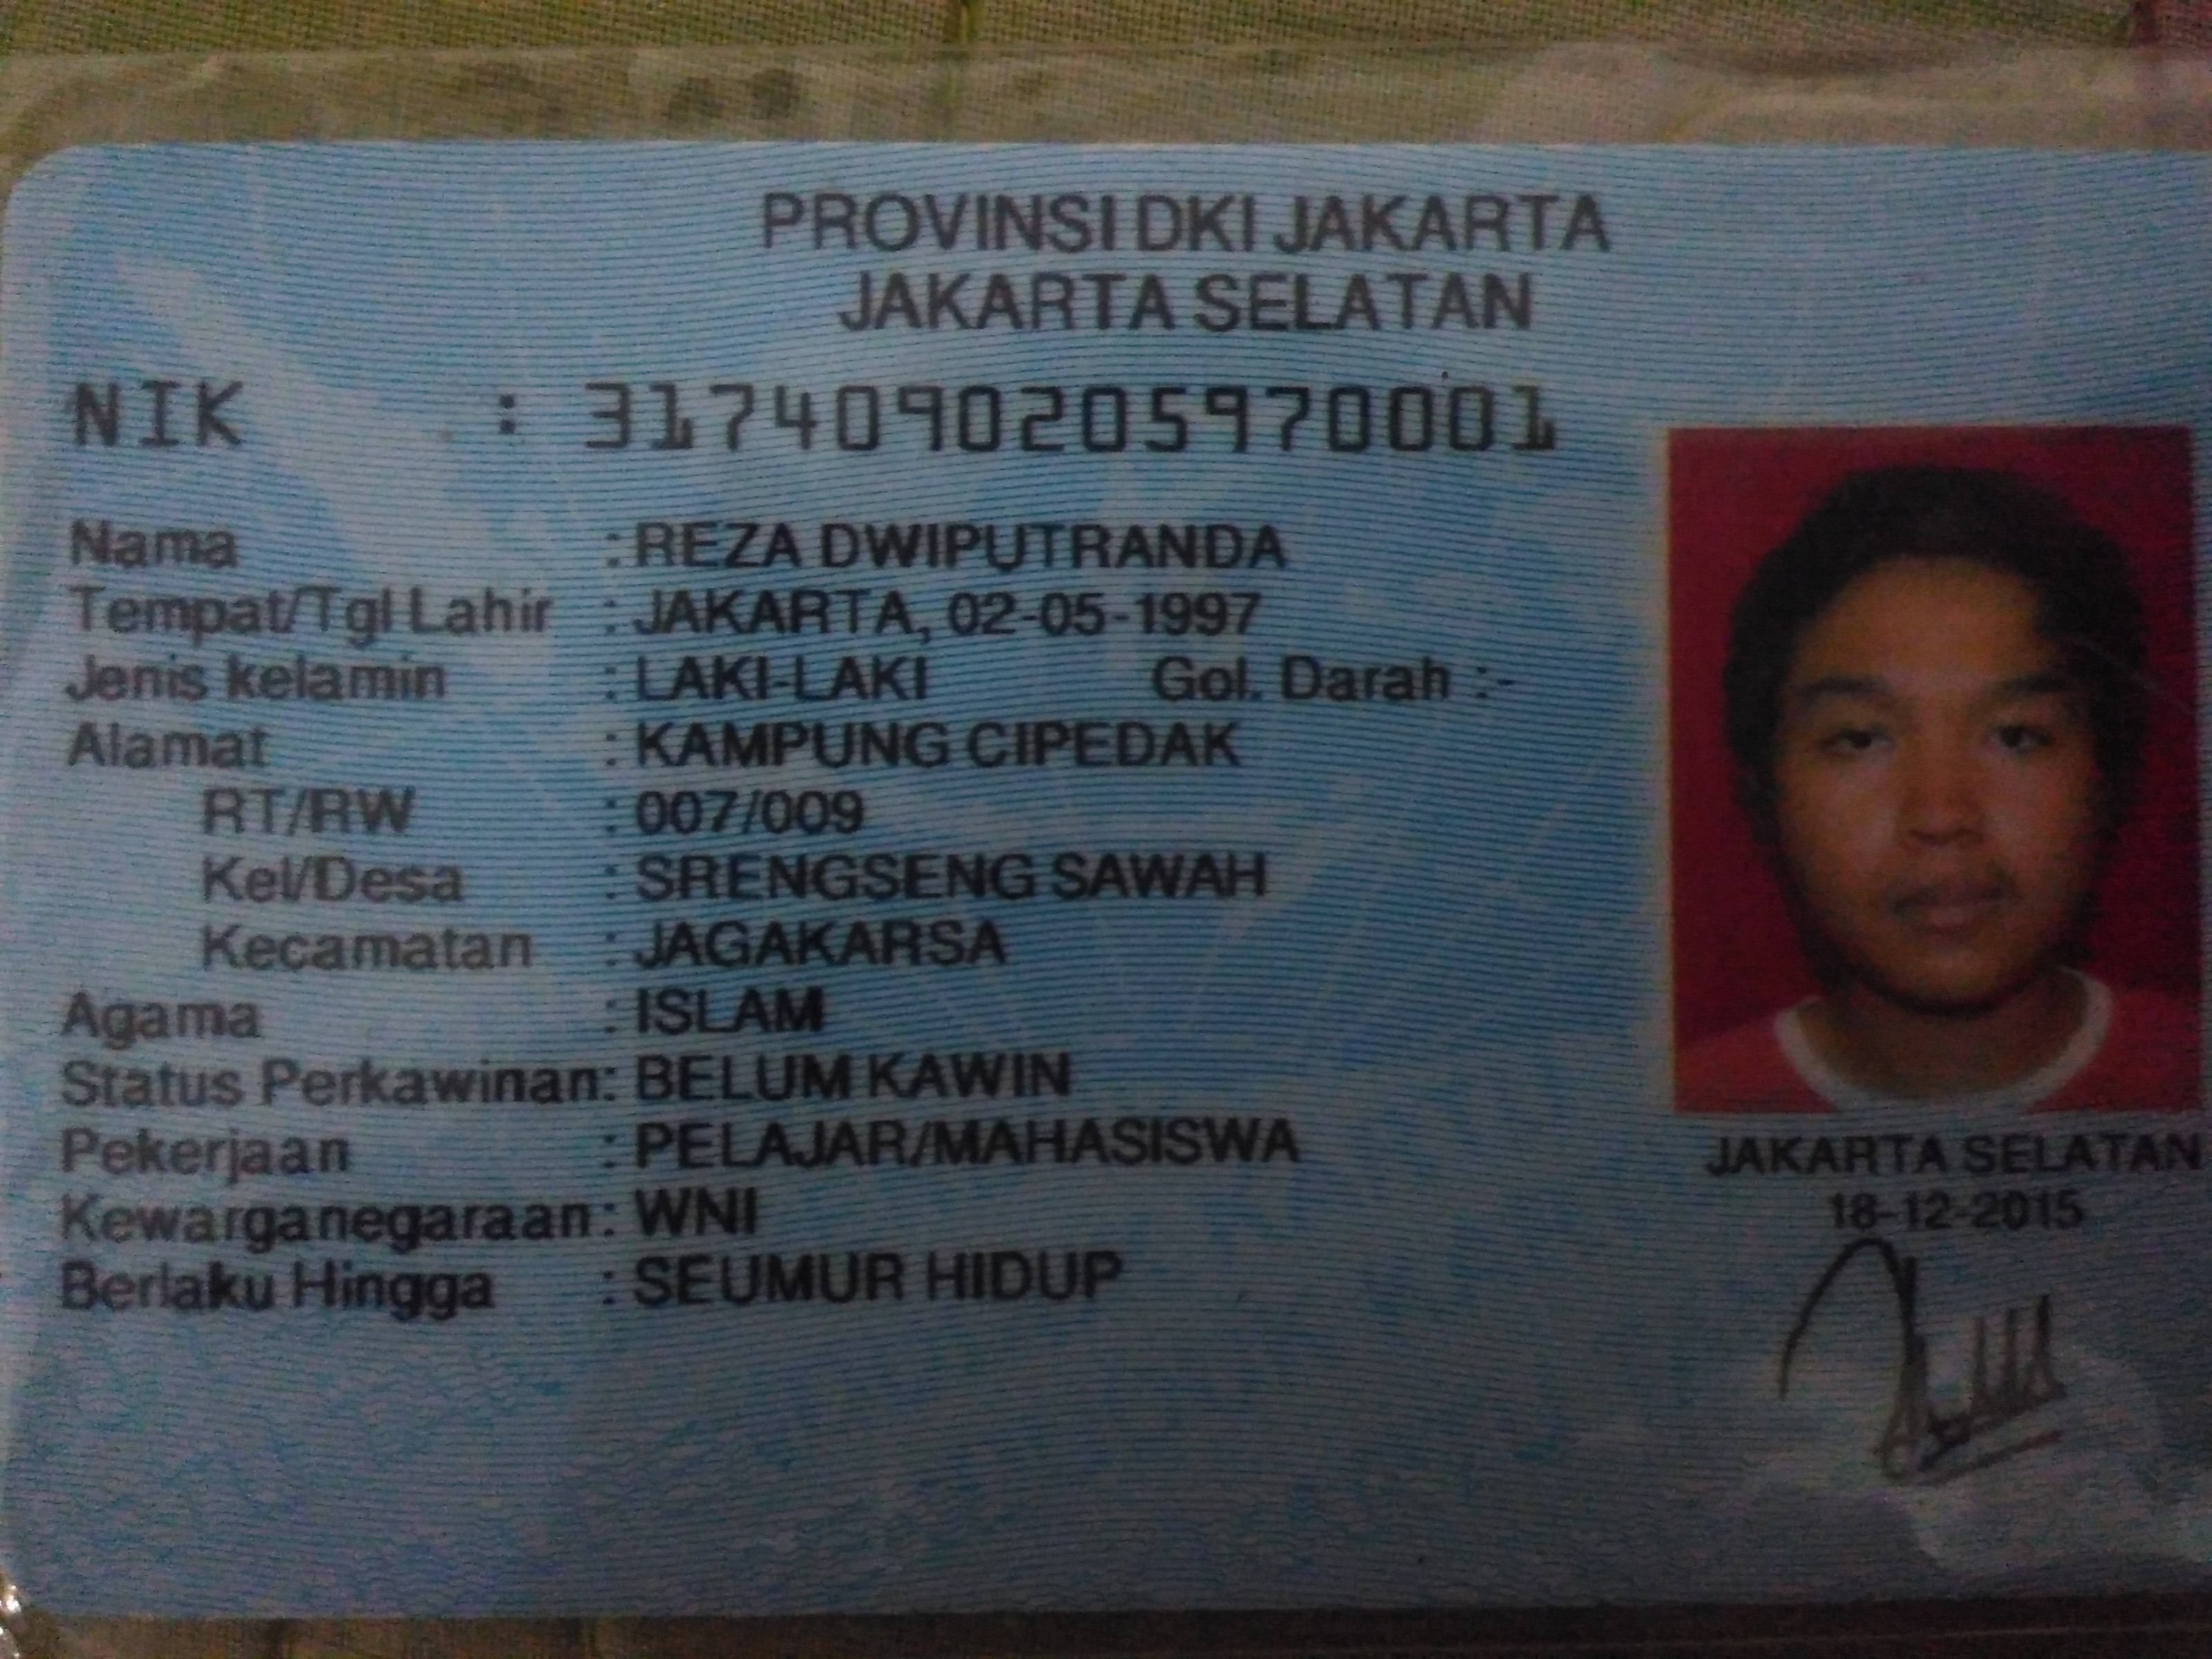 PROVINSI DKI JAKARTA
JAKARTA SELATAN
NIK : 3174090205970001
Nama : REZA DWIPUTRANDA
Tempat/Tgl Lahir : JAKARTA, 02-05-1997
Jenis kelamin : LAKI-LAKI Gol. Darah :-
Alamat : KAMPUNG CIPEDAK
RT/RW : 007/009
Kel/Desa : SRENGSENG SAWAH
Kecamatan : JAGAKARSA
Agama : ISLAM
Status Perkawinan: BELUM KAWIN
Pekerjaan : PELAJAR/MAHASISWA
Kewarganegaraan: WNI
Berlaku Hingga : SEUMUR HIDUP
JAKARTA SELATAN
18-12-2015